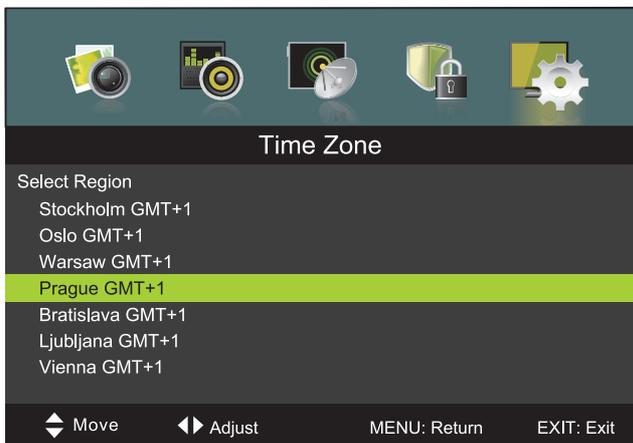 Time Zone
Select Region
Stockholm GMT+1
Oslo GMT+1
Warsaw GMT+1
Prague GMT+1
Bratislava GMT+1
Ljubljana GMT+1
Vienna GMT+1
Move Adjust MENU: Return EXIT: Exit